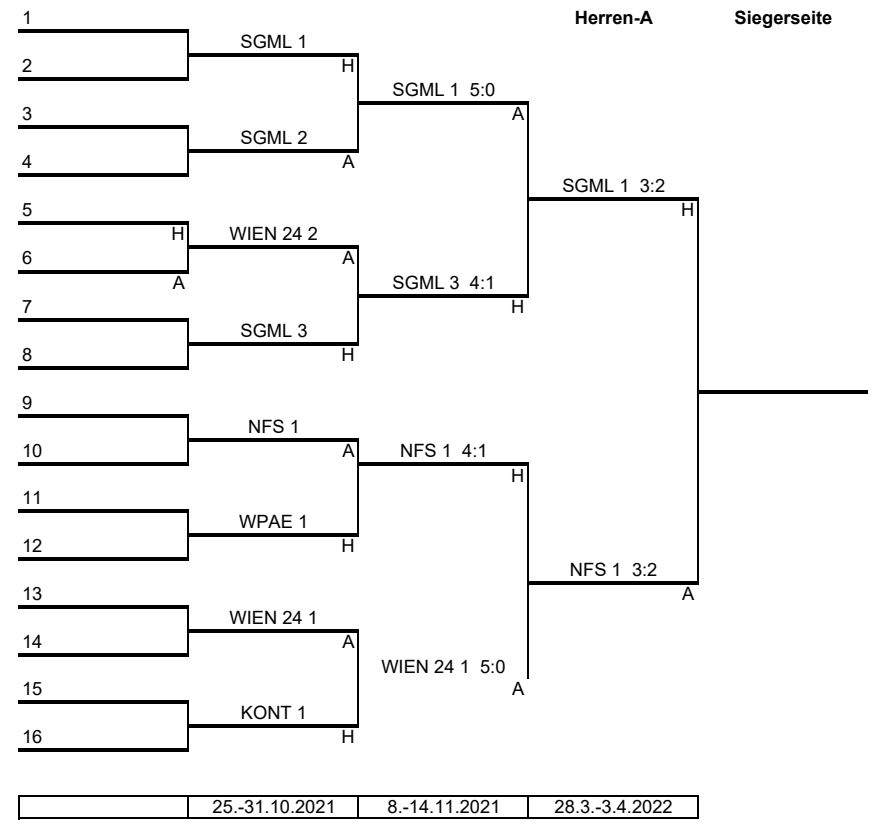 1 Herren-A Siegerseite
SGML 1
2 H
SGML 1 5:0
3 A
SGML 2
4 A
SGML 1 3:2
5 H
H WIEN 24 2
6 A
A SGML 3 4:1
7 H
SGML 3
8 H
9
NFS 1
10 A NFS 1 4:1
H
11
WPAE 1
12 H
NFS 1 3:2
13 A
WIEN 24 1
14 A
WIEN 24 1 5:0
15 A
KONT 1
16 H
25.-31.10.2021 8.-14.11.2021 28.3.-3.4.2022